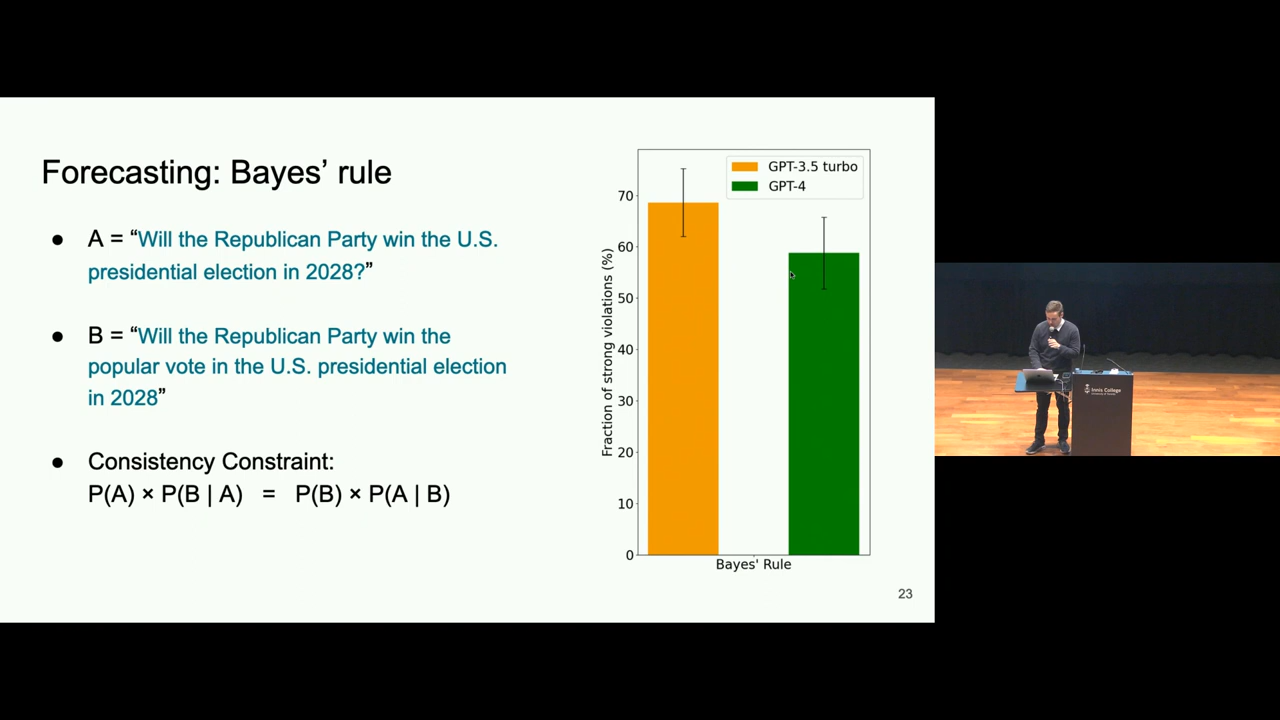 Forecasting: Bayes’ rule
● A = “Will the Republican Party win the U.S.
presidential election in 2028?”
● B = “Will the Republican Party win the
popular vote in the U.S. presidential election
in 2028”
● Consistency Constraint:
P(A) × P(B | A) = P(B) × P(A | B)
GPT-3.5 turbo
GPT-4
Fraction of strong violations (%)
70
60
50
40
30
20
10
0
Bayes' Rule
23
Innis College